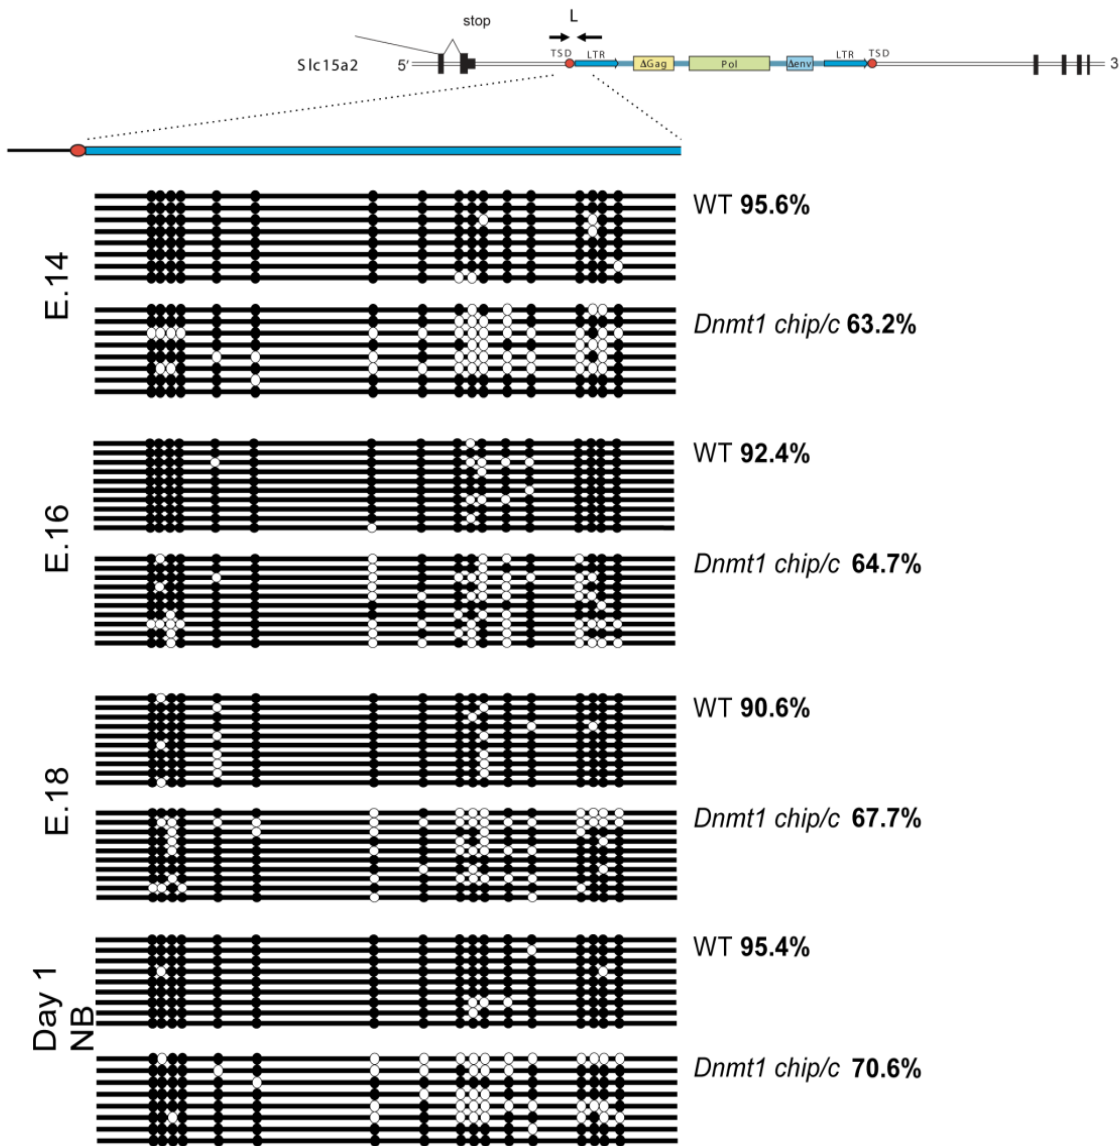 L
stop
TSD LTR LTR TSD
Slc15a2 5' ΔGag Pol Δenv 3
WT 95.6%
E.14
Dnmt1 chip/c 63.2%
WT 92.4%
E.16
Dnmt1 chip/c 64.7%
WT 90.6%
E.18
Dnmt1 chip/c 67.7%
WT 95.4%
Day 1
NB
Dnmt1 chip/c 70.6%